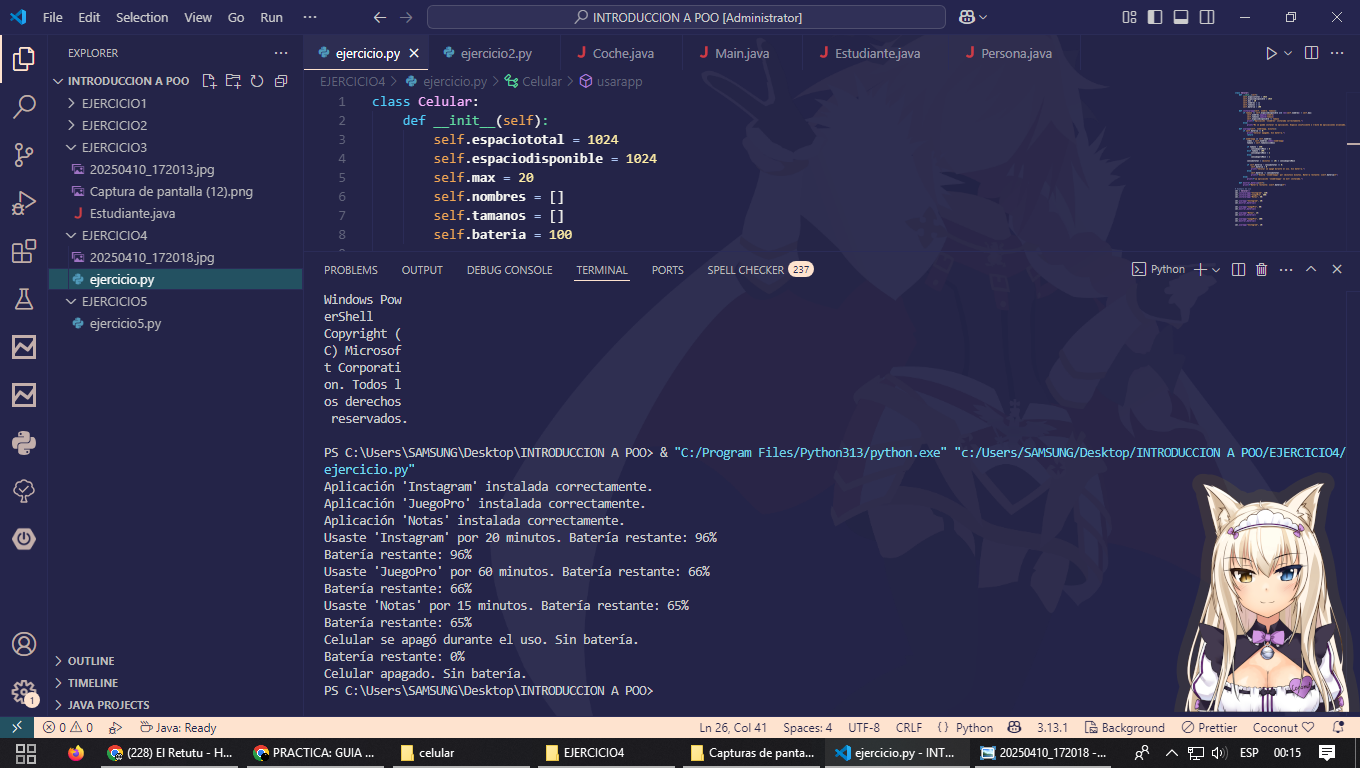 File Edit Selection View Go Run ··· INTRODUCCION A POO [Administrator]
EXPLORER ···
INTRODUCCION A POO
EJERCICIO1
EJERCICIO2
EJERCICIO3
20250410_172013.jpg
Captura de pantalla (12).png
Estudiante.java
EJERCICIO4
20250410_172018.jpg
ejercicio.py
EJERCICIO5
ejercicio5.py
OUTLINE
TIMELINE
JAVA PROJECTS
1
ejercicio.py ejercicio2.py Coche.java Main.java Estudiante.java Persona.java
EJERCICIO4 > ejercicio.py > Celular > usarapp
1 class Celular:
2 def __init__(self):
3 self.espaciototal = 1024
4 self.espaciodisponible = 1024
5 self.max = 20
6 self.nombres = []
7 self.tamanos = []
8 self.bateria = 100
PROBLEMS OUTPUT DEBUG CONSOLE TERMINAL PORTS SPELL CHECKER 237 Python
Windows Pow
erShell
Copyright (
C) Microsof
t Corporati
on. Todos l
os derechos
reservados.
PS C:\Users\SAMSUNG\Desktop\INTRODUCCION A POO> & "C:/Program Files/Python313/python.exe" "c:/Users/SAMSUNG/Desktop/INTRODUCCION A POO/EJERCICIO4/
ejercicio.py"
Aplicación 'Instagram' instalada correctamente.
Aplicación 'JuegoPro' instalada correctamente.
Aplicación 'Notas' instalada correctamente.
Usaste 'Instagram' por 20 minutos. Batería restante: 96%
Batería restante: 96%
Usaste 'JuegoPro' por 60 minutos. Batería restante: 66%
Batería restante: 66%
Usaste 'Notas' por 15 minutos. Batería restante: 65%
Batería restante: 65%
Celular se apagó durante el uso. Sin batería.
Batería restante: 0%
Celular apagado. Sin batería.
PS C:\Users\SAMSUNG\Desktop\INTRODUCCION A POO>
0 0 Java: Ready Ln 26, Col 41 Spaces: 4 UTF-8 CRLF { } Python 3.13.1 Background Prettier Coconut
(228) El Retutu - H... PRACTICA: GUIA ... celular EJERCICIO4 Capturas de panta... ejercicio.py - INT... 20250410_172018 -... ESP 00:15